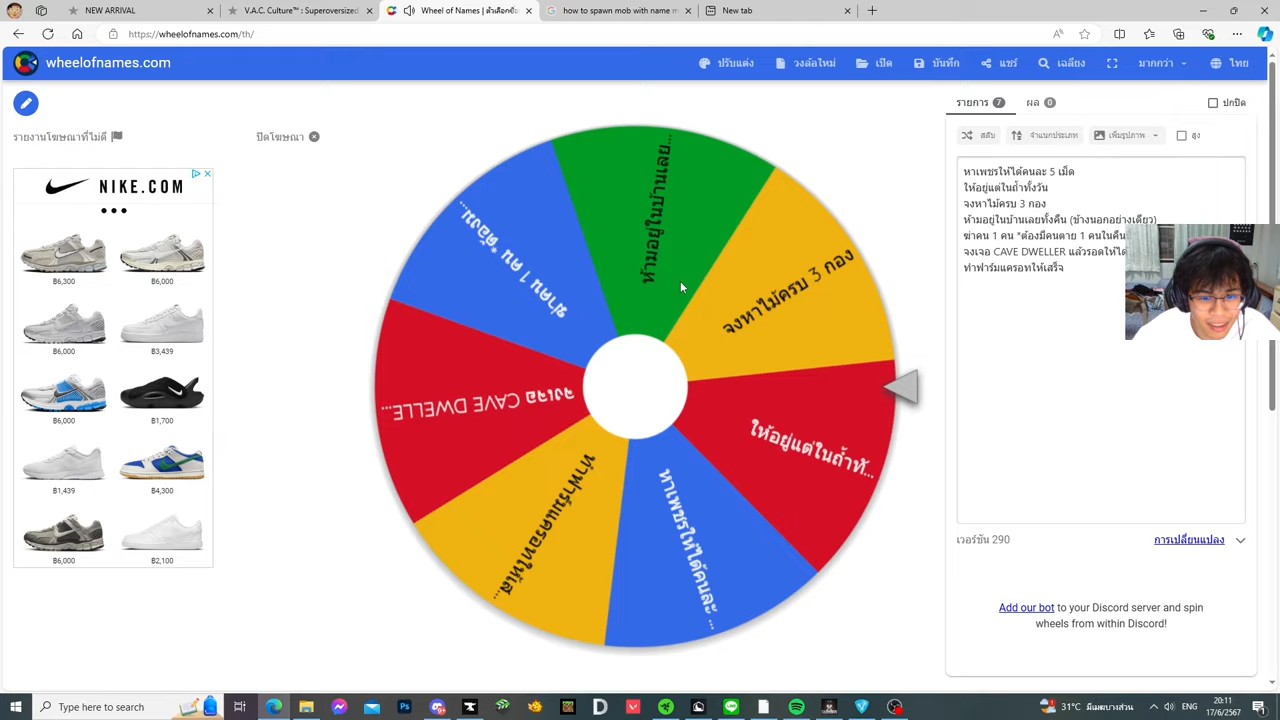 NEW ARRIVAL
V.A.C. Culture™ : Superoversized
Wheel of Names | ตัวเลือกชื่อ
how to spawn mob with name m
New tab
https://wheelofnames.com/th/
wheelofnames.com
ปรับแต่ง
วงล้อใหม่
เปิด
บันทึก
แชร์
เฉลียง
มากกว่า
ไทย
รายงานโฆษณาที่ไม่ดี
ปิดโฆษณา
NIKE.COM
฿6,300
฿6,000
฿6,000
฿3,439
฿6,000
฿1,700
฿1,439
฿4,300
฿6,000
฿2,100
ห้ามอยู่ในบ้านเลย...
จงหาไม้ครบ 3 กอง
ให้อยู่แต่ในถ้ำทั้...
หาเพชรให้ได้คนละ ...
ทำฟาร์มแครอทให้เส...
จงเจอ CAVE DWELLE...
ฆ่าคน 1 คน *ต้องม...
รายการ 7
ผล 0
ปกปิด
สลับ
จำแนกประเภท
เพิ่มรูปภาพ
สูง
หาเพชรให้ได้คนละ 5 เม็ด
ให้อยู่แต่ในถ้ำทั้งวัน
จงหาไม้ครบ 3 กอง
ห้ามอยู่ในบ้านเลยทั้งคืน (ข้างนอกอย่างเดียว)
ฆ่าคน 1 คน *ต้องมีคนตาย 1 คนในคืน
จงเจอ CAVE DWELLER แล้วรอดให้ได้
ทำฟาร์มแครอทให้เสร็จ
เวอร์ชัน 290
การเปลี่ยนแปลง
Add our bot to your Discord server and spin
wheels from within Discord!
Type here to search
31°C มีเมฆบางส่วน
ENG
20:11
17/6/2567